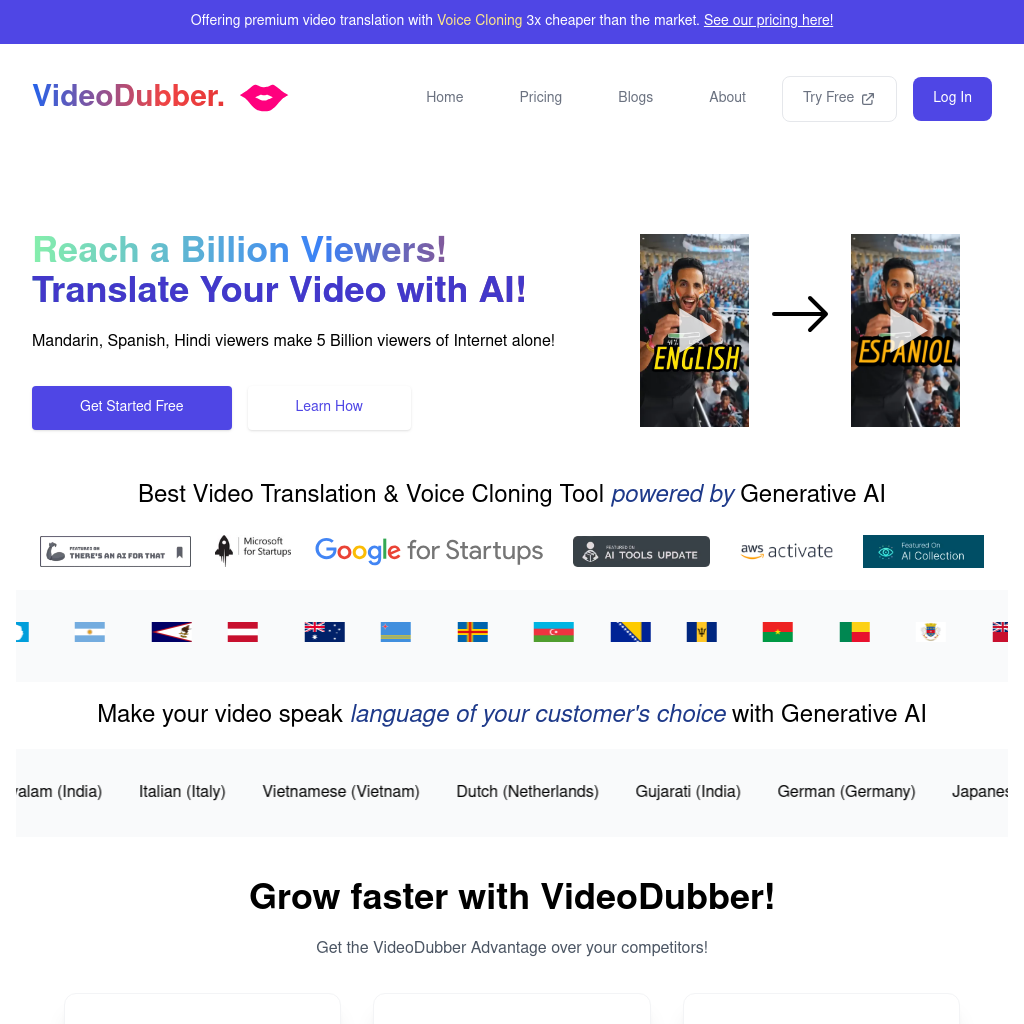 Offering premium video translation with Voice Cloning 3x cheaper than the market. See our pricing here!
VideoDubber.
Home
Pricing
Blogs
About
Try Free
Log In
Reach a Billion Viewers!
Translate Your Video with AI!
Mandarin, Spanish, Hindi viewers make 5 Billion viewers of Internet alone!
Get Started Free
Learn How
ENGLISH
ESPANIOL
Best Video Translation & Voice Cloning Tool powered by Generative AI
FEATURED ON
THERE'S AN AI FOR THAT
Microsoft
for Startups
Google for Startups
FEATURED ON
AI TOOLS UPDATE
aws activate
Featured On
AI Collection
Make your video speak language of your customer's choice with Generative AI
(India)
Italian (Italy)
Vietnamese (Vietnam)
Dutch (Netherlands)
Gujarati (India)
German (Germany)
Grow faster with VideoDubber!
Get the VideoDubber Advantage over your competitors!